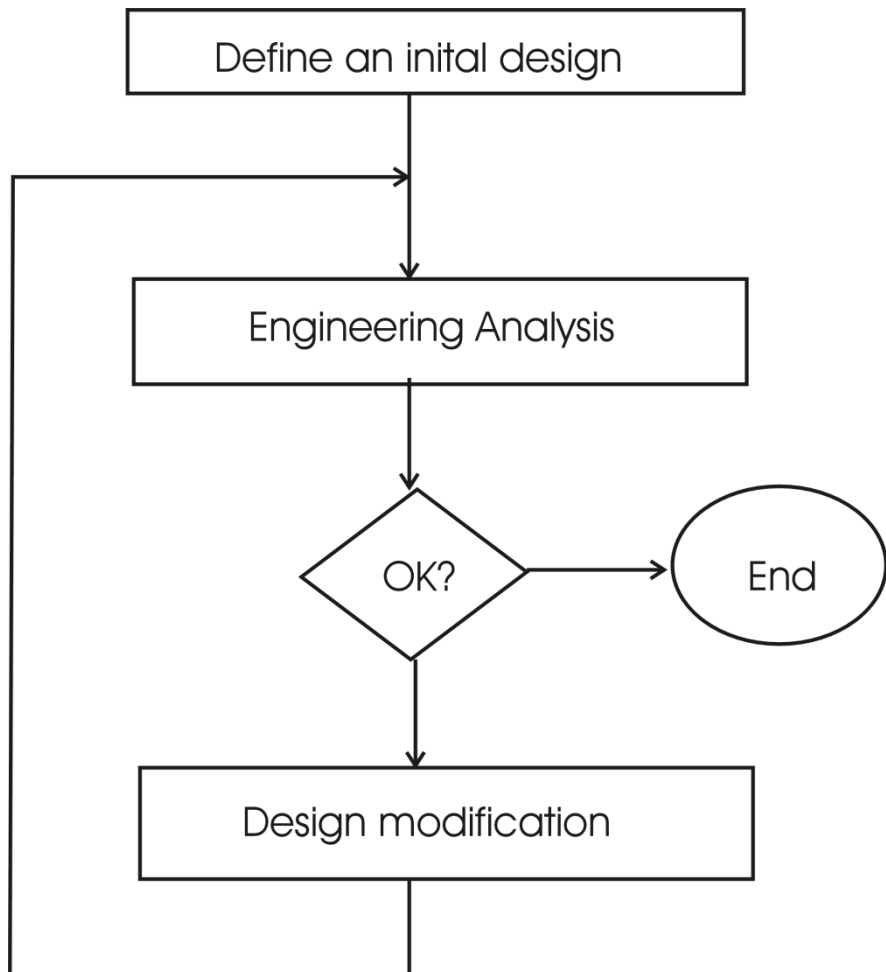 Define an inital design
Engineering Analysis
OK?
End
Design modification